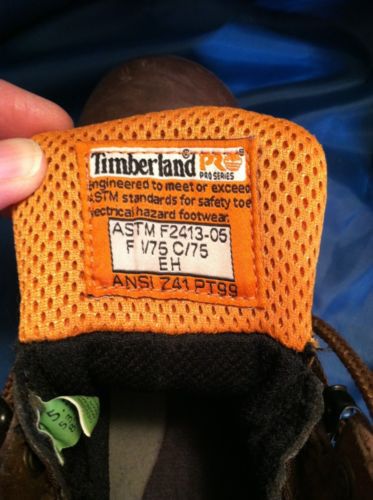 Timberland PRO
PRO SERIES
Engineered to meet or exceed
ASTM standards for safety toe
electrical hazard footwear.
ASTM F2413-05
F I/75 C/75
EH
ANSI Z41 PT99